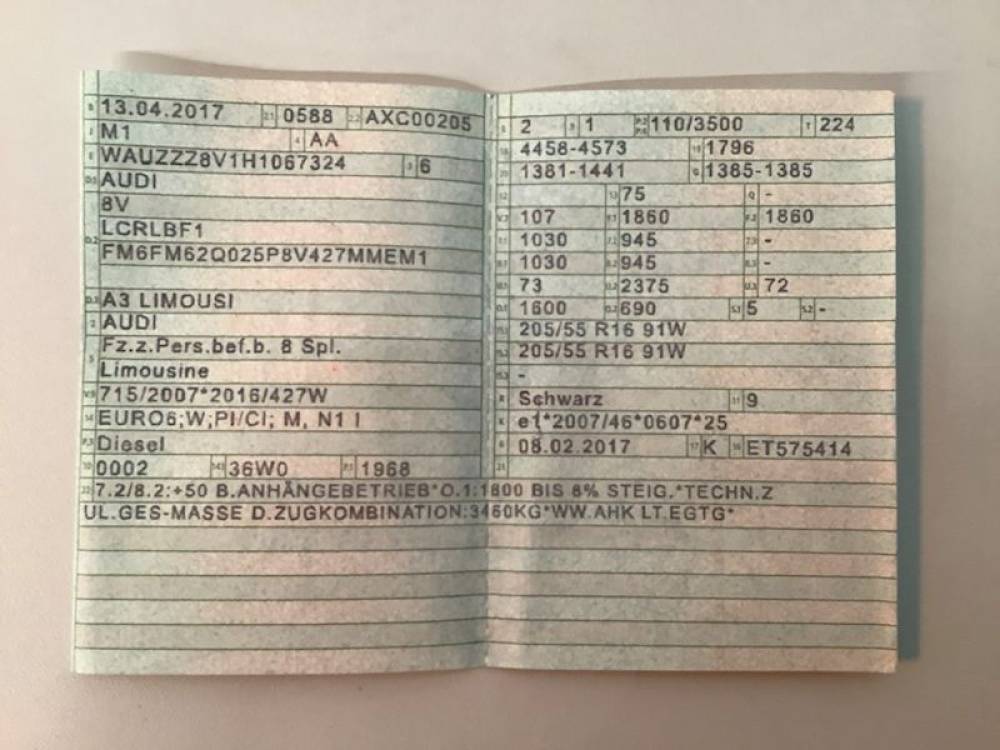 13.04.2017 0588 AXC00205
M1 AA
WAUZZZ8V1H1067324 6
AUDI
8V
LCRLBF1
FM6FM62Q025P8V427MMEM1
A3 LIMOUSI
AUDI
Fz.z.Pers.bef.b. 8 Spl.
Limousine
715/2007*2016/427W
EURO6;W;PI/CI; M, N1 I
Diesel
0002 36W0 1968
2 1 110/3500 224
4458-4573 1796
1381-1441 1385-1385
75 -
107 1860 1860
1030 945 -
1030 945 -
73 2375 72
1600 690 5 -
205/55 R16 91W
205/55 R16 91W
-
Schwarz 9
e1*2007/46*0607*25
08.02.2017 K ET575414
7.2/8.2:+50 B.ANHÄNGEBETRIEB*O.1:1800 BIS 8% STEIG.*TECHN.Z
UL.GES-MASSE D.ZUGKOMBINATION: *WW.AHK LT.EGTG*